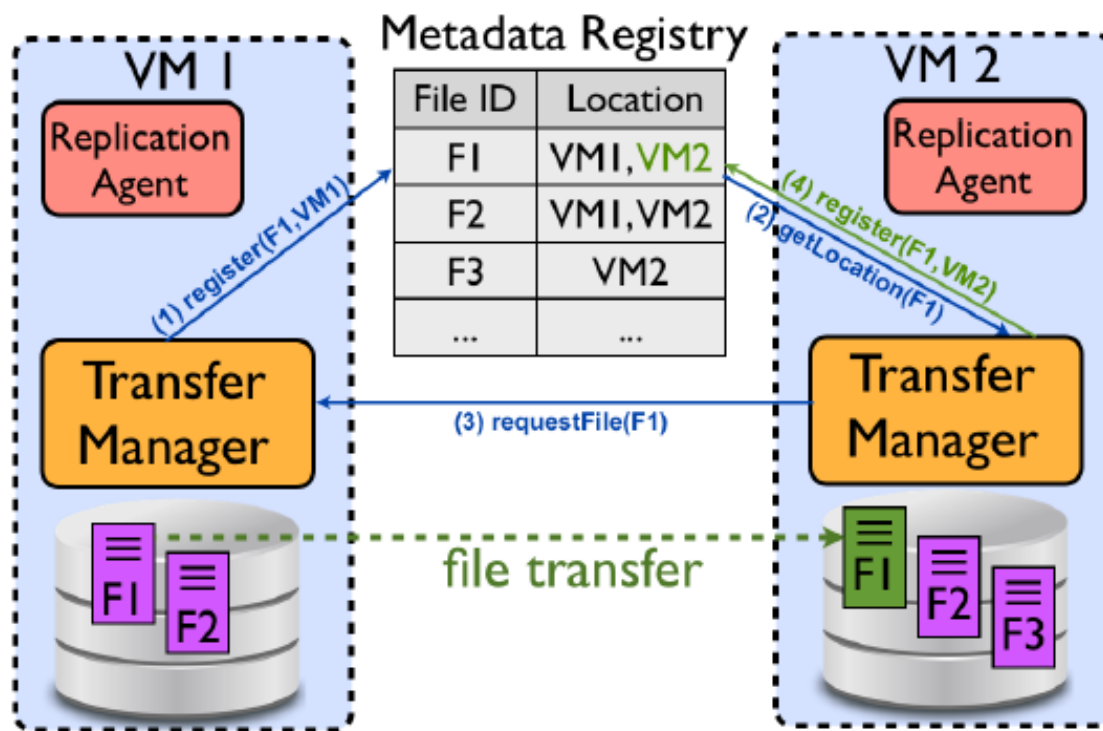 Metadata Registry
VM 1
Replication
Agent
(1) register(F1,VM1)
Transfer
Manager
F1
F2
File ID Location
F1 VM1,VM2
F2 VM1,VM2
F3 VM2
... ...
(4) register(F1,VM2)
(2) getLocation(F1)
(3) requestFile(F1)
file transfer
VM 2
Replication
Agent
Transfer
Manager
F1
F2
F3